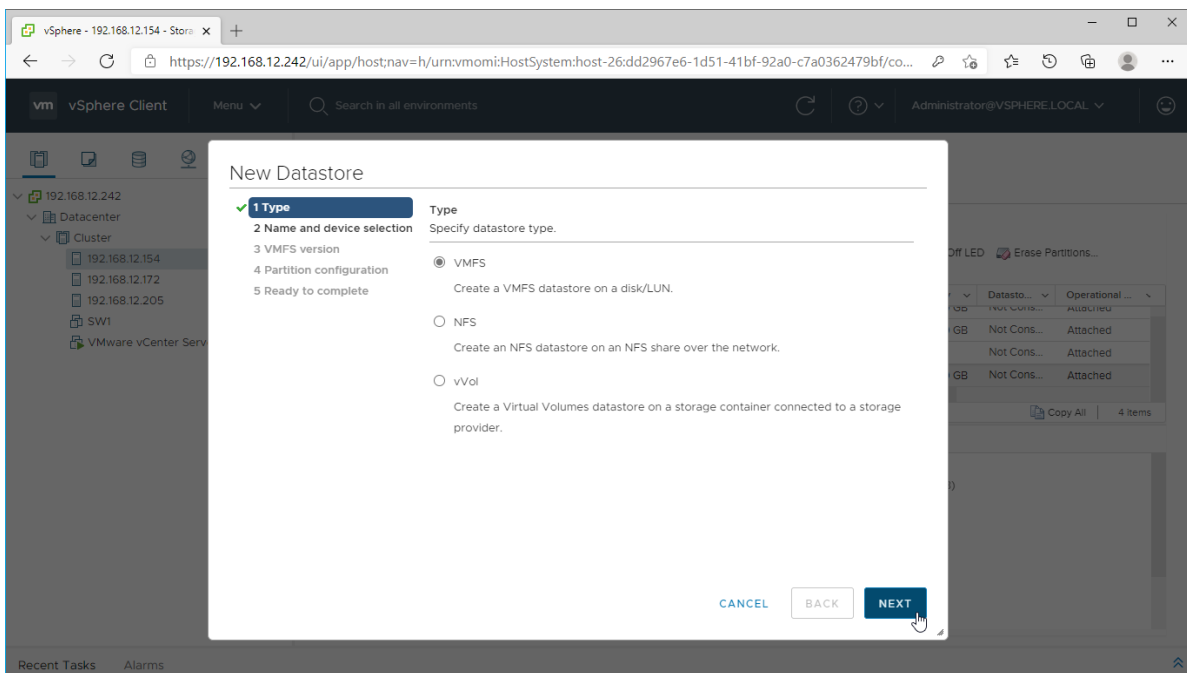 vSphere - 192.168.12.154 - Stora
https://192.168.12.242/ui/app/host;nav=h/urn:vmomi:HostSystem:host-26:dd2967e6-1d51-41bf-92a0-c7a0362479bf/co...
vm vSphere Client Menu Search in all environments Administrator@VSPHERE.LOCAL
192.168.12.242
Datacenter
Cluster
192.168.12.154
192.168.12.172
192.168.12.205
SW1
VMware vCenter Serv
New Datastore
1 Type
2 Name and device selection
3 VMFS version
4 Partition configuration
5 Ready to complete
Type
Specify datastore type.
VMFS
Create a VMFS datastore on a disk/LUN.
NFS
Create an NFS datastore on an NFS share over the network.
vVol
Create a Virtual Volumes datastore on a storage container connected to a storage
provider.
CANCEL BACK NEXT
Off LED Erase Partitions...
Datasto... Operational ...
GB Not Cons... Attached
GB Not Cons... Attached
Not Cons... Attached
GB Not Cons... Attached
Copy All 4 items
Recent Tasks Alarms